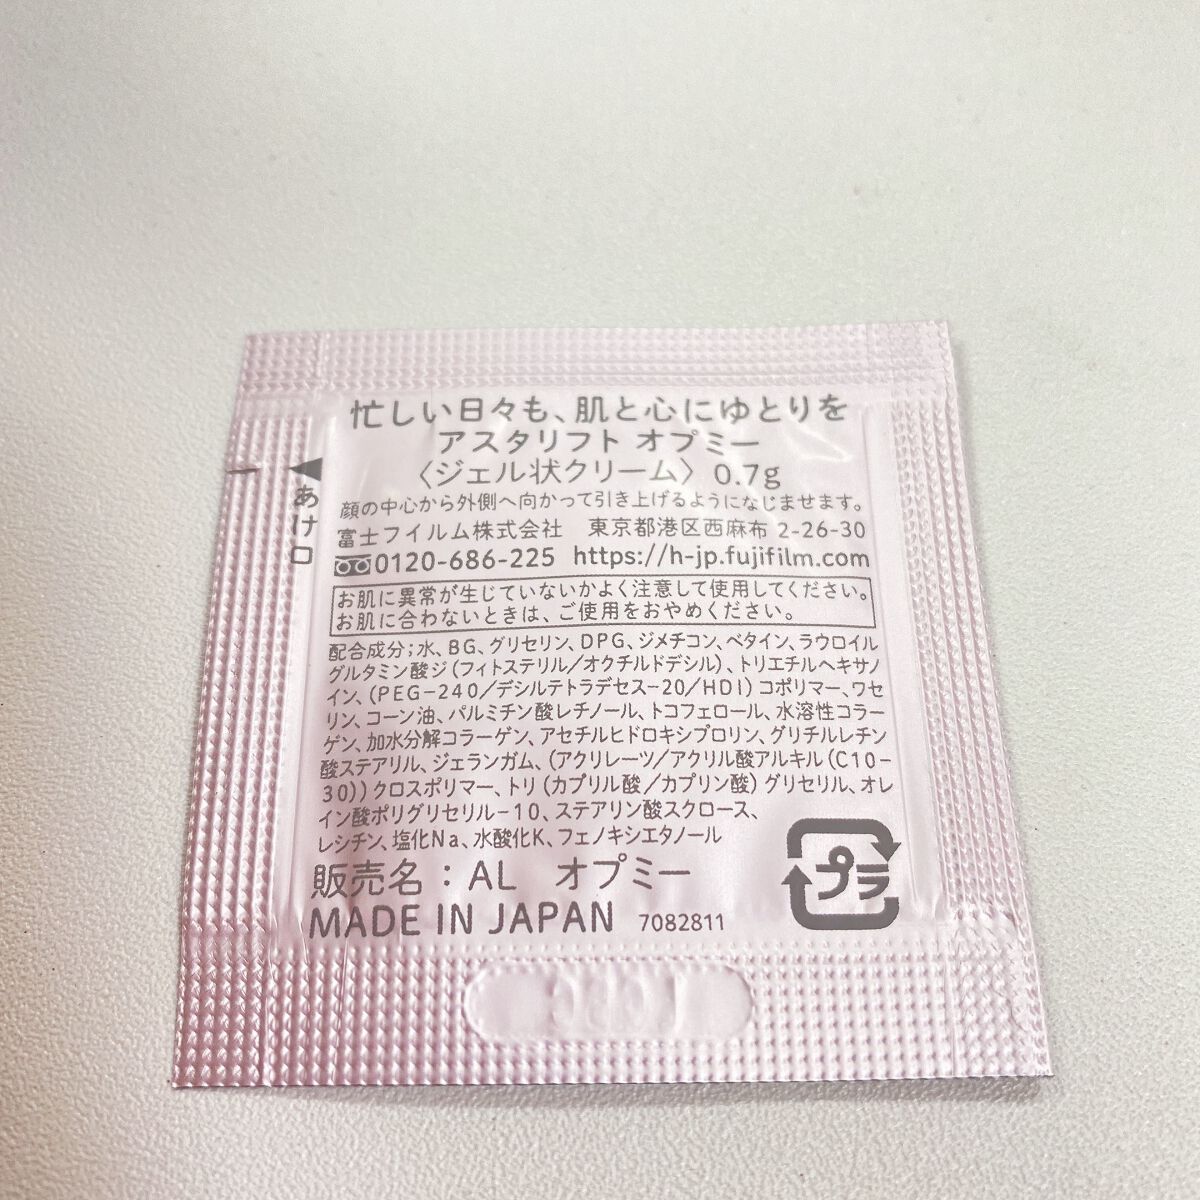 忙しい日々も、肌と心にゆとりを
アスタリフト オプミー
〈ジェル状クリーム〉0.7g
顔の中心から外側へ向かって引き上げるようになじませます。
富士フイルム株式会社 東京都港区西麻布 2-26-30
0120-686-225 https://h-jp.fujifilm.com
お肌に異常が生じていないかよく注意して使用してください。
お肌に合わないときは、ご使用をおやめください。
配合成分；水、BG、グリセリン、DPG、ジメチコン、ベタイン、ラウロイル
グルタミン酸ジ（フィトステリル／オクチルドデシル）、トリエチルヘキサノ
イン、（PEG-240／デシルテトラデセス-20／HDI）コポリマー、ワセ
リン、コーン油、パルミチン酸レチノール、トコフェロール、水溶性コラー
ゲン、加水分解コラーゲン、アセチルヒドロキシプロリン、グリチルレチン
酸ステアリル、ジェランガム、（アクリレーツ／アクリル酸アルキル（C10-
30））クロスポリマー、トリ（カプリル酸／カプリン酸）グリセリル、オレ
イン酸ポリグリセリル-10、ステアリン酸スクロース、
レシチン、塩化Na、水酸化K、フェノキシエタノール
販売名：AL オプミー
MADE IN JAPAN 7082811
プラ
◀あけ口